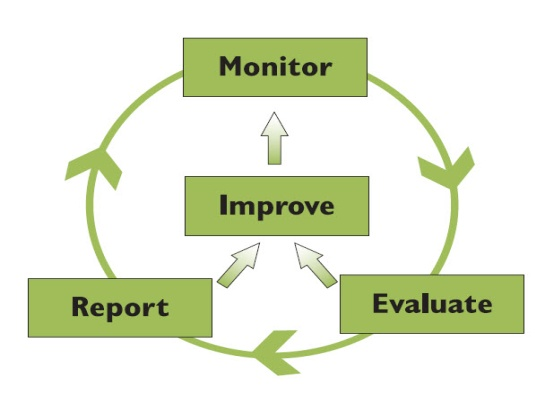 Monitor
Improve
Report
Evaluate